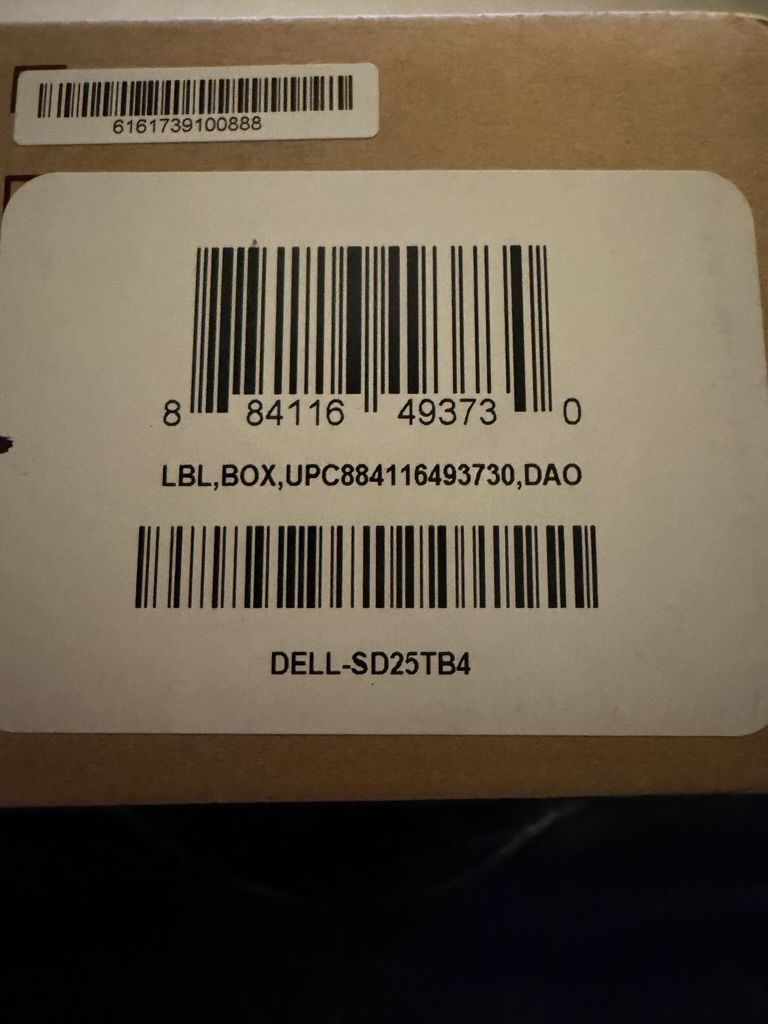 6161739100888
8 84116 49373 0
LBL,BOX,UPC884116493730,DAO
DELL-SD25TB4